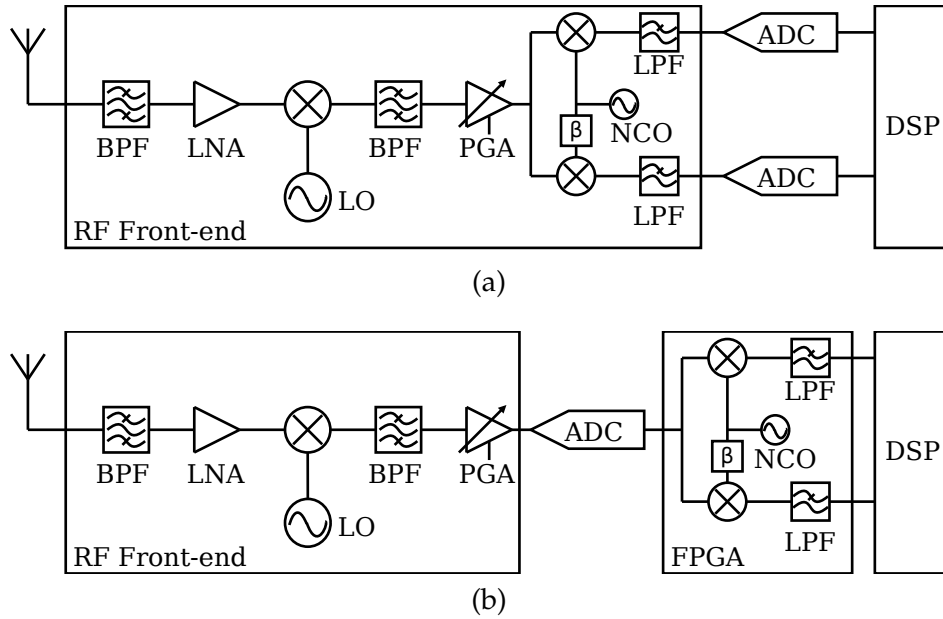 ADC
LPF
BPF
LNA
BPF
PGA
β
NCO
DSP
LO
ADC
LPF
RF Front-end
(a)
LPF
BPF
LNA
BPF
PGA
ADC
β
NCO
DSP
LO
LPF
RF Front-end
FPGA
(b)